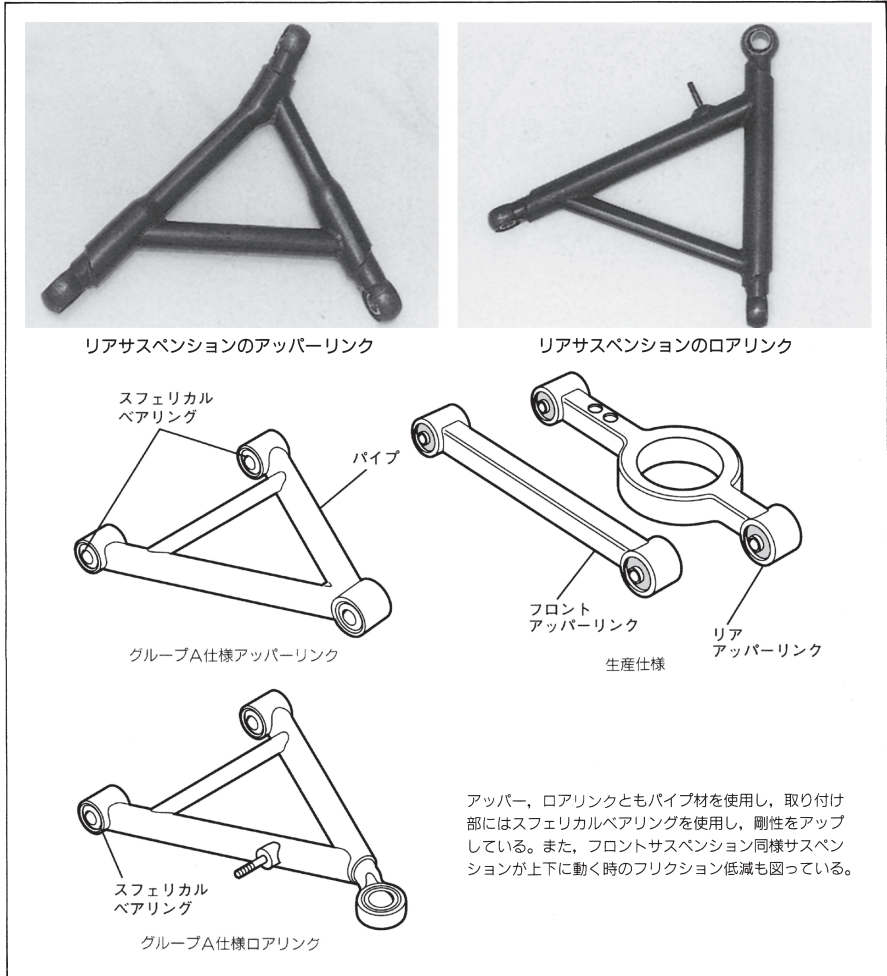 リアサスペンションのアッパーリンク
リアサスペンションのロアリンク
スフェリカル
ベアリング
パイプ
グループA仕様アッパーリンク
フロント
アッパーリンク
リア
アッパーリンク
生産仕様
スフェリカル
ベアリング
グループA仕様ロアリンク
アッパー，ロアリンクともパイプ材を使用し，取り付け
部にはスフェリカルベアリングを使用し，剛性をアップ
している。また，フロントサスペンション同様サスペン
ションが上下に動く時のフリクション低減も図っている。